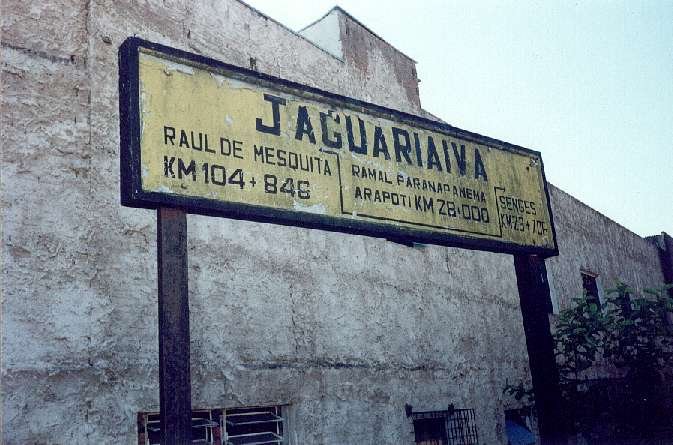 JAGUARIAIVA
RAUL DE MESQUITA
KM 104 + 846
RAMAL PARANAPANEMA
ARAPOTI KM 28+000
SENGES